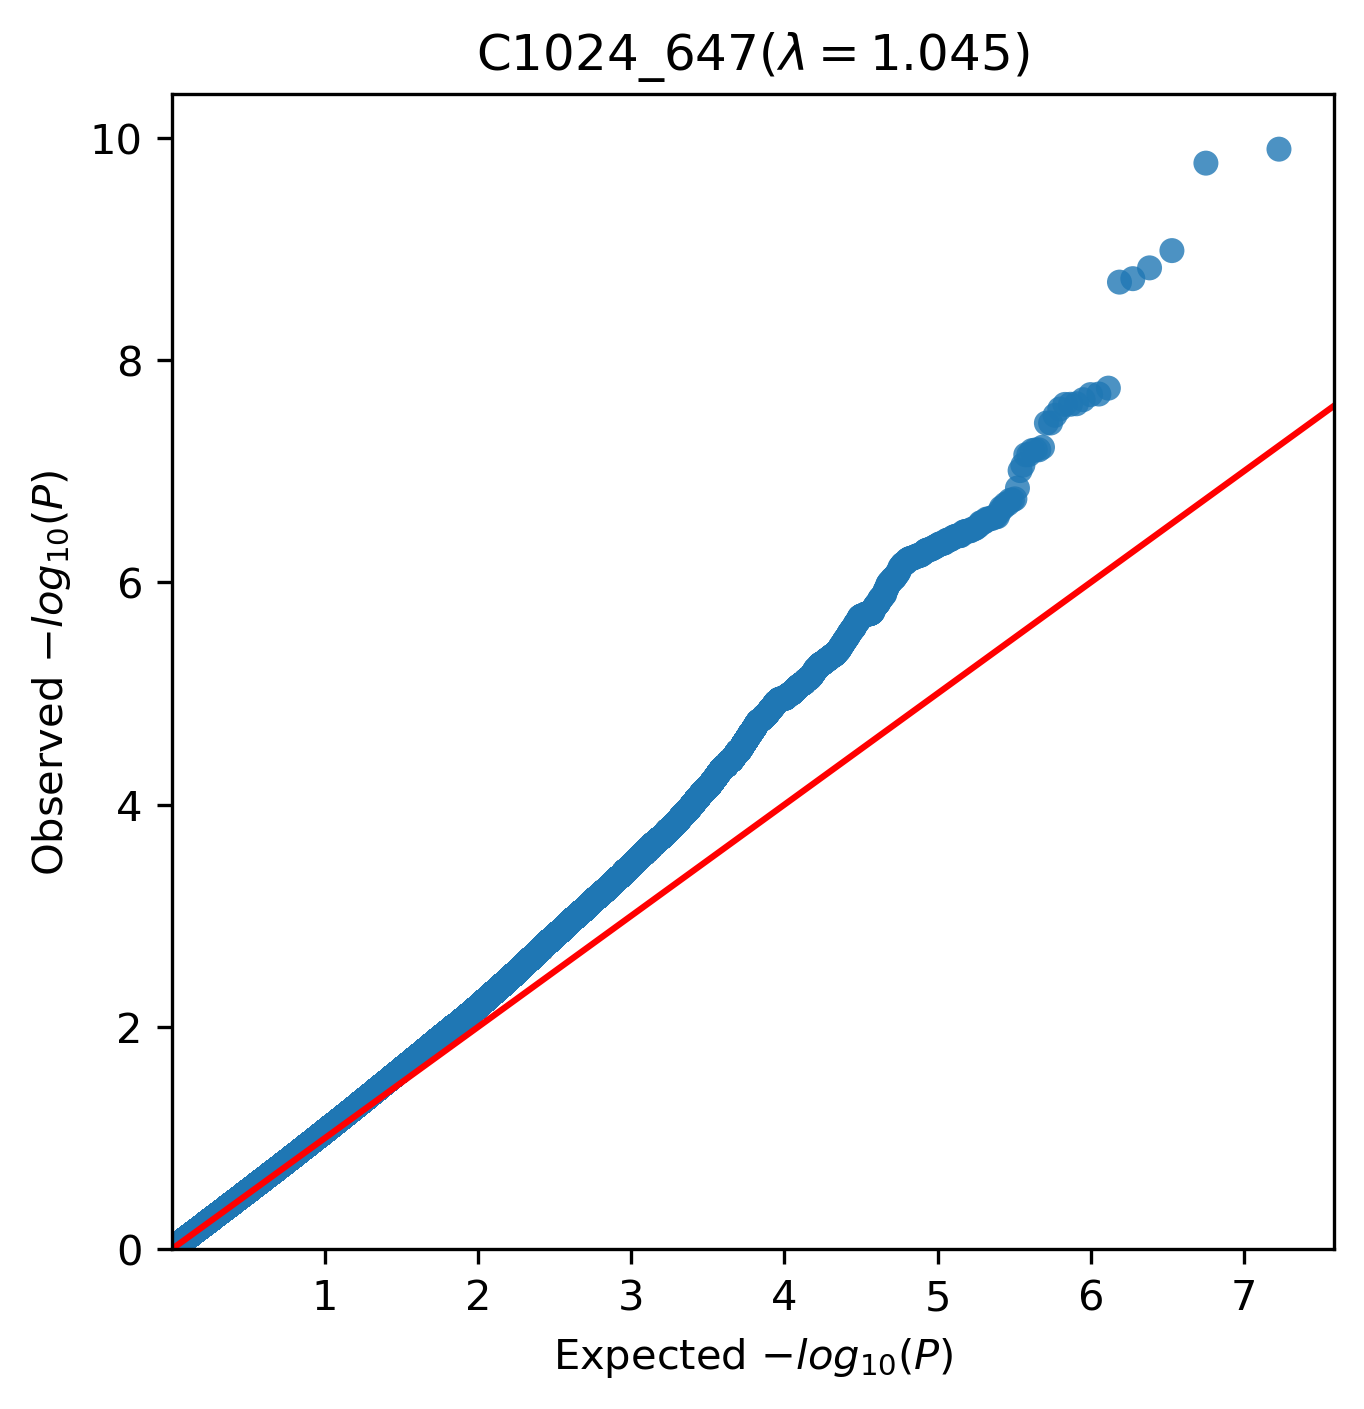 C1024_647(λ = 1.045)
10
8
6
4
2
0
Observed −log10(P)
1 2 3 4 5 6 7
Expected −log10(P)